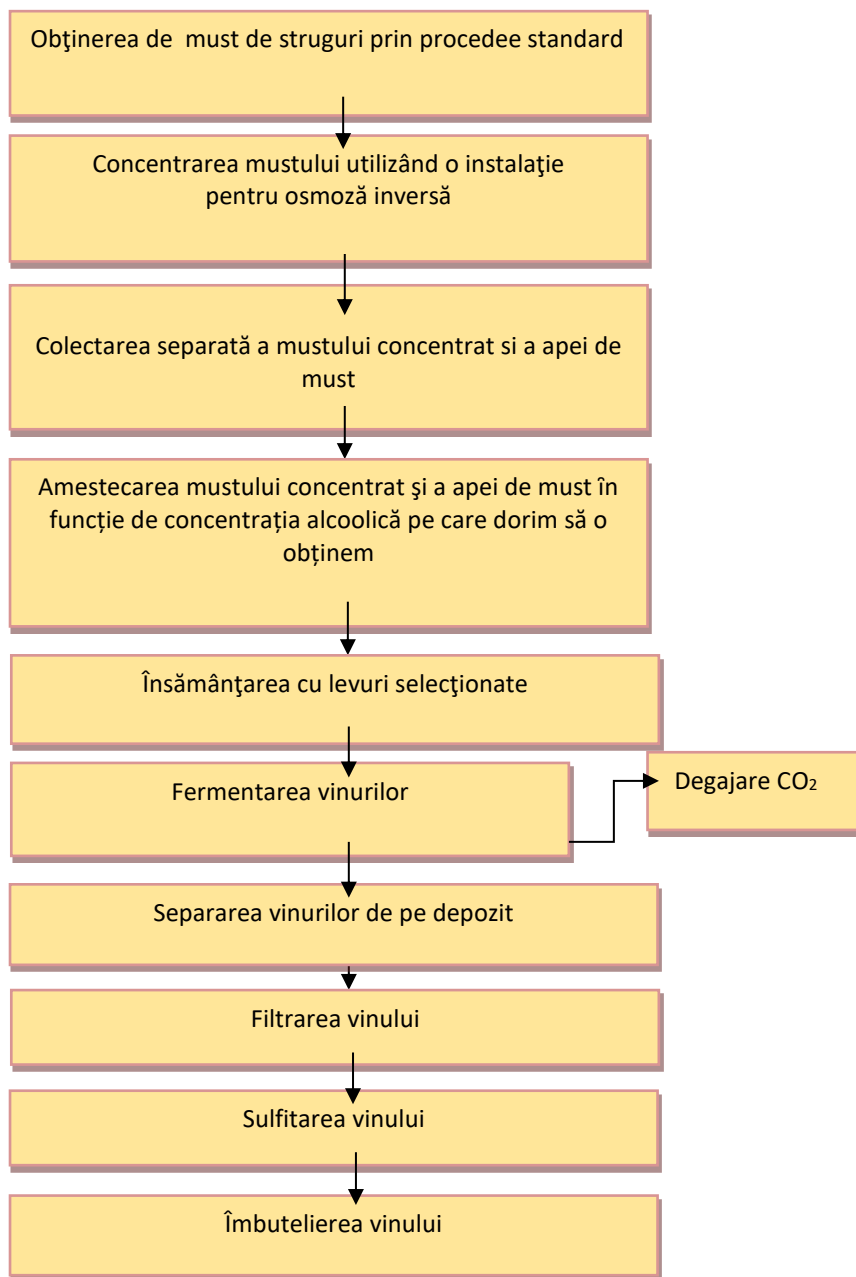 Obţinerea de must de struguri prin procedee standard
Concentrarea mustului utilizând o instalaţie
pentru osmoză inversă
Colectarea separată a mustului concentrat si a apei de
must
Amestecarea mustului concentrat şi a apei de must în
funcție de concentrația alcoolică pe care dorim să o
obținem
Însămânţarea cu levuri selecţionate
Fermentarea vinurilor
Degajare CO₂
Separarea vinurilor de pe depozit
Filtrarea vinului
Sulfitarea vinului
Îmbutelierea vinului